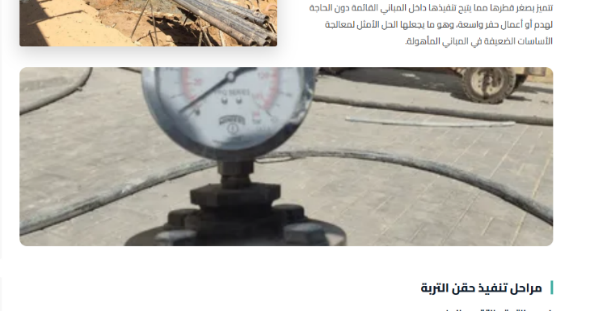 تتميز بصغر قطرها مما يتيح تنفيذها داخل المباني القائمة دون الحاجة
لهدم أو أعمال حفر واسعة، وهو ما يجعلها الحل الأمثل لمعالجة
الأساسات الضعيفة في المباني المأهولة.
مراحل تنفيذ حقن التربة